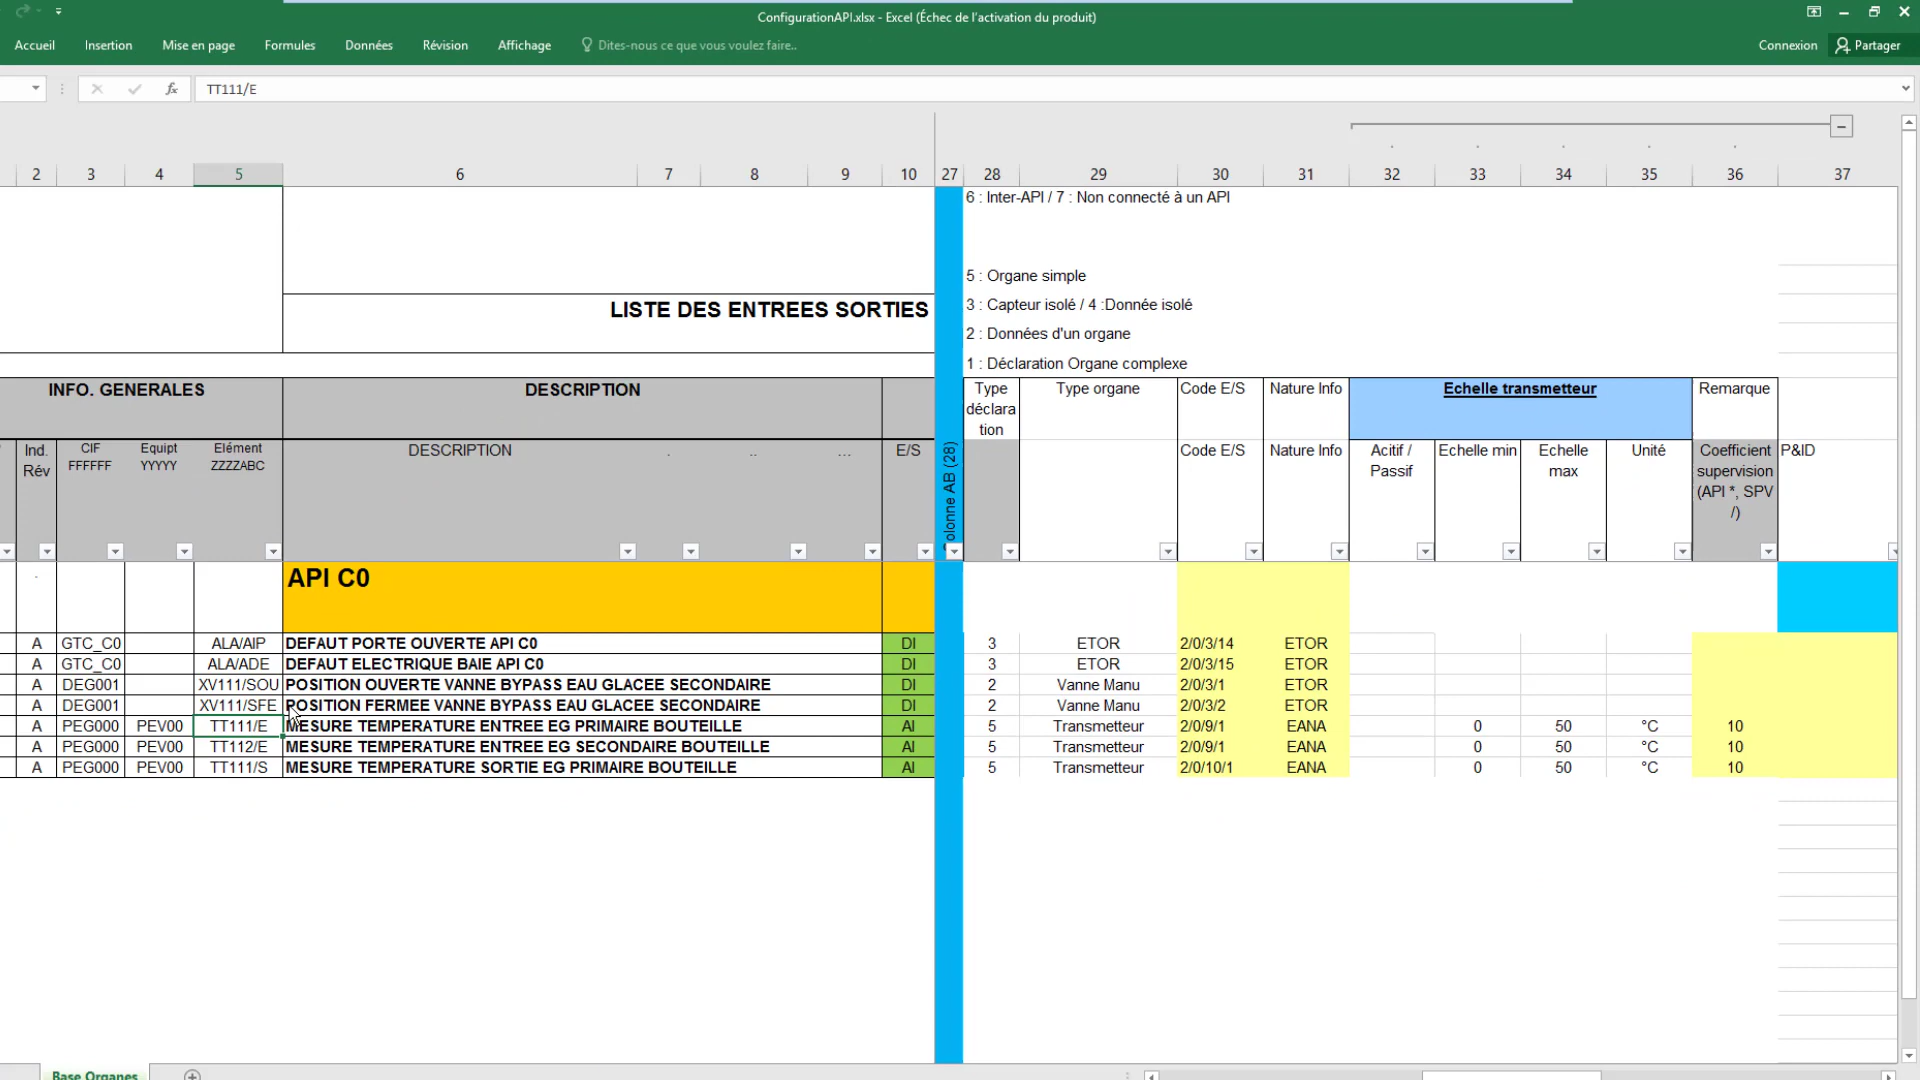 ConfigurationAPI.xlsx - Excel (Échec de l'activation du produit)
Accueil Insertion Mise en page Formules Données Révision Affichage Dites-nous ce que vous voulez faire.. Connexion Partager
fx TT111/E
2 3 4 5 6 7 8 9 10 27 28 29 30 31 32 33 34 35 36 37
6 : Inter-API / 7 : Non connecté à un API
5 : Organe simple
LISTE DES ENTREES SORTIES
3 : Capteur isolé / 4 :Donnée isolé
2 : Données d'un organe
1 : Déclaration Organe complexe
INFO. GENERALES DESCRIPTION Type déclara tion Type organe Code E/S Nature Info Echelle transmetteur Remarque
Ind. Rév
CIF FFFFFF
Equipt YYYYY
Elément ZZZZABC
DESCRIPTION . .. ... E/S
olonne AB (28)
Code E/S Nature Info
Acitif / Passif
Echelle min
Echelle max
Unité
Coefficient supervision (API *, SPV /)
P&ID
API C0
A GTC_C0 ALA/AIP DEFAUT PORTE OUVERTE API C0 DI 3 ETOR 2/0/3/14 ETOR
A GTC_C0 ALA/ADE DEFAUT ELECTRIQUE BAIE API C0 DI 3 ETOR 2/0/3/15 ETOR
A DEG001 XV111/SOU POSITION OUVERTE VANNE BYPASS EAU GLACEE SECONDAIRE DI 2 Vanne Manu 2/0/3/1 ETOR
A DEG001 XV111/SFE POSITION FERMEE VANNE BYPASS EAU GLACEE SECONDAIRE DI 2 Vanne Manu 2/0/3/2 ETOR
A PEG000 PEV00 TT111/E MESURE TEMPERATURE ENTREE EG PRIMAIRE BOUTEILLE AI 5 Transmetteur 2/0/9/1 EANA 0 50 °C 10
A PEG000 PEV00 TT112/E MESURE TEMPERATURE ENTREE EG SECONDAIRE BOUTEILLE AI 5 Transmetteur 2/0/9/1 EANA 0 50 °C 10
A PEG000 PEV00 TT111/S MESURE TEMPERATURE SORTIE EG PRIMAIRE BOUTEILLE AI 5 Transmetteur 2/0/10/1 EANA 0 50 °C 10
Base Organes